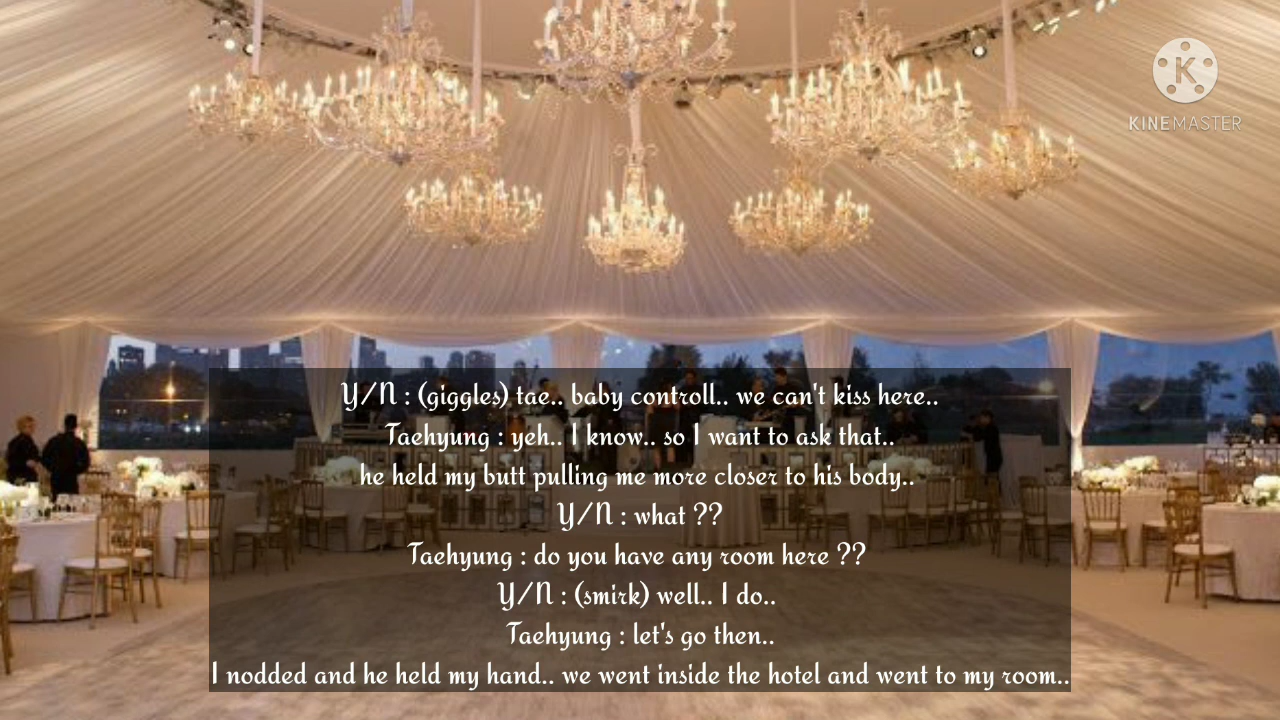 KINEMASTER
Y/N : (giggles) tae.. baby controll.. we can't kiss here..
Taehyung : yeh.. I know.. so I want to ask that..
he held my butt pulling me more closer to his body..
Y/N : what ??
Taehyung : do you have any room here ??
Y/N : (smirk) well.. I do..
Taehyung : let's go then..
I nodded and he held my hand.. we went inside the hotel and went to my room..